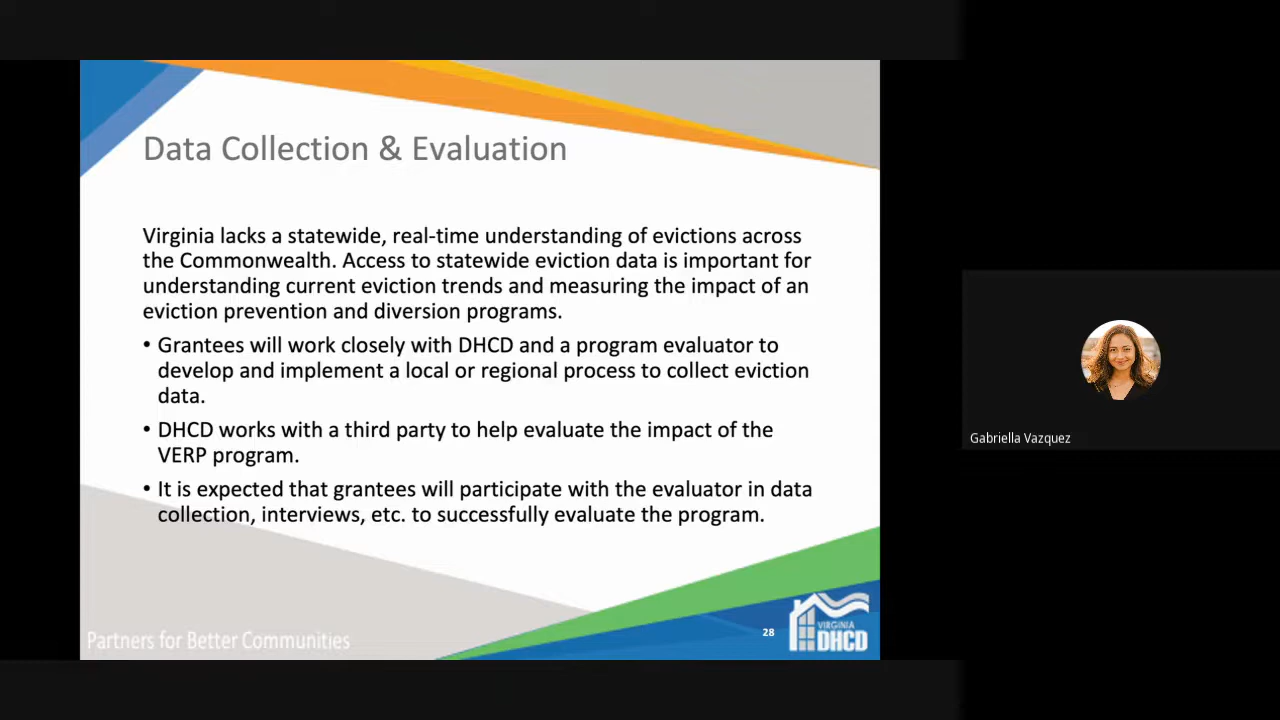 Data Collection & Evaluation
Virginia lacks a statewide, real-time understanding of evictions across
the Commonwealth. Access to statewide eviction data is important for
understanding current eviction trends and measuring the impact of an
eviction prevention and diversion programs.
• Grantees will work closely with DHCD and a program evaluator to
develop and implement a local or regional process to collect eviction
data.
• DHCD works with a third party to help evaluate the impact of the
VERP program.
• It is expected that grantees will participate with the evaluator in data
collection, interviews, etc. to successfully evaluate the program.
Partners for Better Communities
28
VIRGINIA
DHCD
Gabriella Vazquez